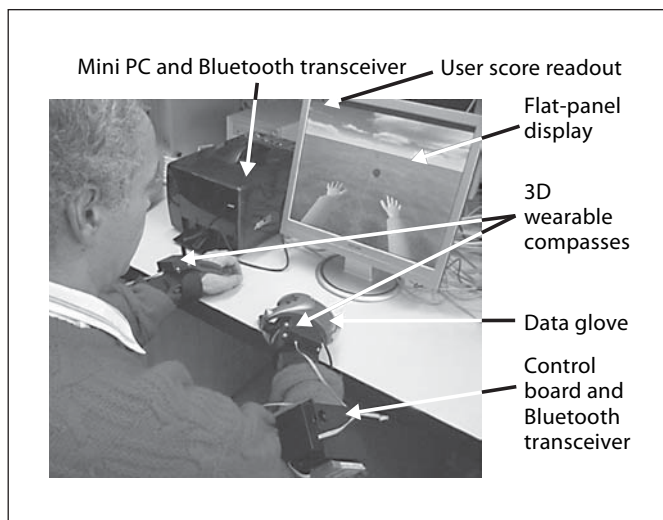 Mini PC and Bluetooth transceiver
User score readout
Flat-panel
display
3D
wearable
compasses
Data glove
Control
board and
Bluetooth
transceiver